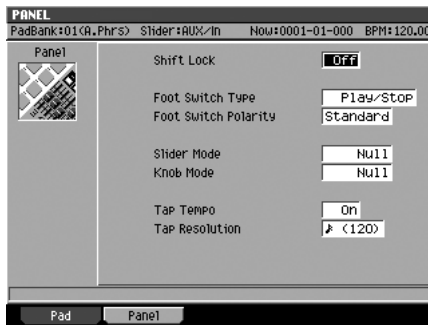 PANEL
PadBank:01(A.Phrs) Slider:AUX/In Now:0001-01-000 BPM:120.00
Panel
Shift Lock Off
Foot Switch Type Play/Stop
Foot Switch Polarity Standard
Slider Mode Null
Knob Mode Null
Tap Tempo On
Tap Resolution ♪ (120)
Pad Panel